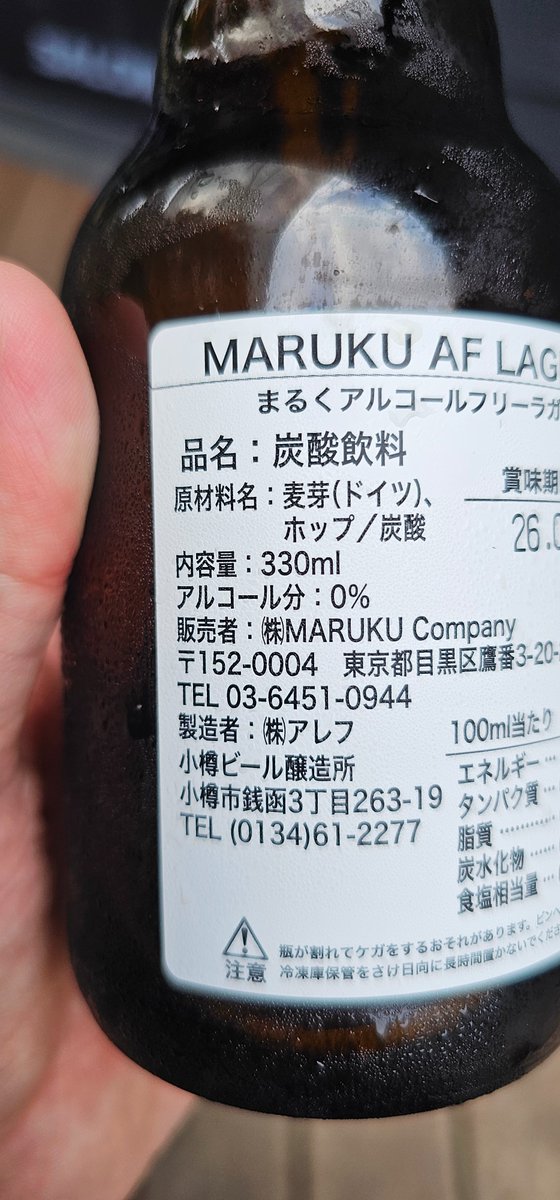 MARUKU AF LAG
まるくアルコールフリーラガ
品名：炭酸飲料
原材料名：麦芽(ドイツ)、
ホップ／炭酸
内容量：330ml
アルコール分：0%
販売者：㈱MARUKU Company
〒152-0004 東京都目黒区鷹番3-20-
TEL 03-6451-0944
製造者：㈱アレフ
小樽ビール醸造所
小樽市銭函3丁目263-19
TEL (0134)61-2277
賞味期
26.0
100ml当たり
エネルギー …
タンパク質 …
脂質 ………
炭水化物 ……
食塩相当量 …
注意
瓶が割れてケガをするおそれがあります。ビンへ
冷凍庫保管をさけ日向に長時間置かないでくださ